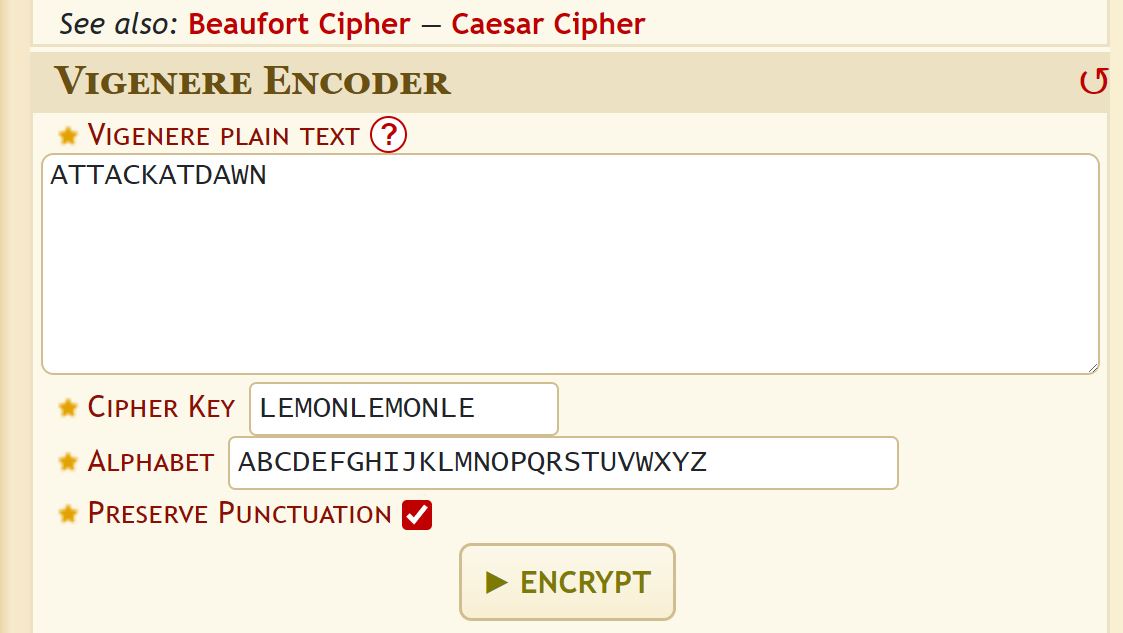 See also: Beaufort Cipher — Caesar Cipher
Vigenere Encoder
Vigenere plain text ?
ATTACKATDAWN
Cipher Key LEMONLEMONLE
Alphabet ABCDEFGHIJKLMNOPQRSTUVWXYZ
Preserve Punctuation
► ENCRYPT